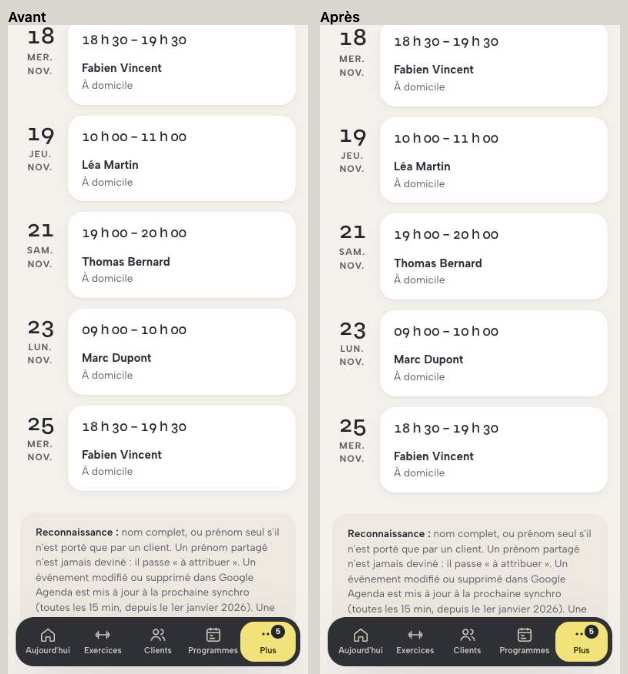 Avant
18
MER.
NOV.
18 h 30 – 19 h 30
Fabien Vincent
À domicile
19
JEU.
NOV.
10 h 00 – 11 h 00
Léa Martin
À domicile
21
SAM.
NOV.
19 h 00 – 20 h 00
Thomas Bernard
À domicile
23
LUN.
NOV.
09 h 00 – 10 h 00
Marc Dupont
À domicile
25
MER.
NOV.
18 h 30 – 19 h 30
Fabien Vincent
À domicile
Reconnaissance : nom complet, ou prénom seul s'il
n'est porté que par un client. Un prénom partagé
n'est jamais deviné : il passe « à attribuer ». Un
événement modifié ou supprimé dans Google
Agenda est mis à jour à la prochaine synchro
(toutes les 15 min, depuis le 1er janvier 2026). Une
Aujourd'hui
Exercices
Clients
Programmes
5
Plus
Après
18
MER.
NOV.
18 h 30 – 19 h 30
Fabien Vincent
À domicile
19
JEU.
NOV.
10 h 00 – 11 h 00
Léa Martin
À domicile
21
SAM.
NOV.
19 h 00 – 20 h 00
Thomas Bernard
À domicile
23
LUN.
NOV.
09 h 00 – 10 h 00
Marc Dupont
À domicile
25
MER.
NOV.
18 h 30 – 19 h 30
Fabien Vincent
À domicile
Reconnaissance : nom complet, ou prénom seul s'il
n'est porté que par un client. Un prénom partagé
n'est jamais deviné : il passe « à attribuer ». Un
événement modifié ou supprimé dans Google
Agenda est mis à jour à la prochaine synchro
(toutes les 15 min, depuis le 1er janvier 2026). Une
Aujourd'hui
Exercices
Clients
Programmes
5
Plus